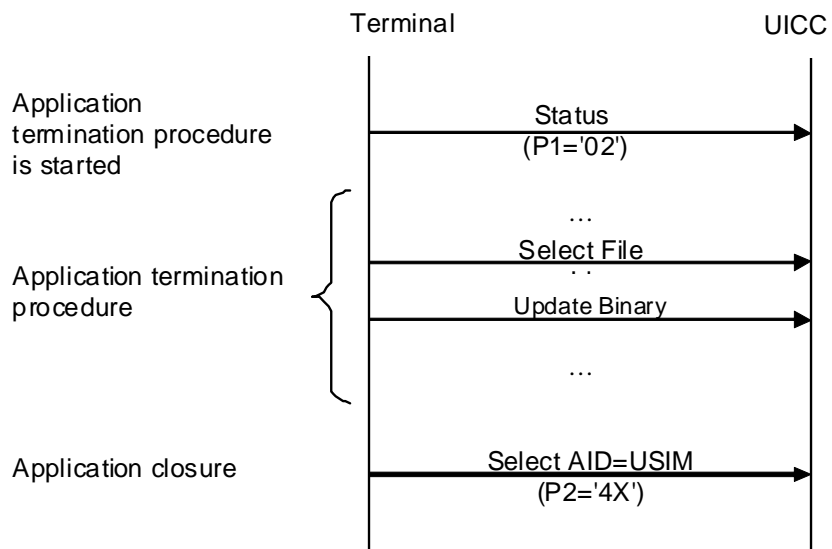 Terminal
UICC
Application
termination procedure
is started
Status
(P1='02')
...
Select File
. .
Application termination
procedure
Update Binary
...
Application closure
Select AID=USIM
(P2='4X')